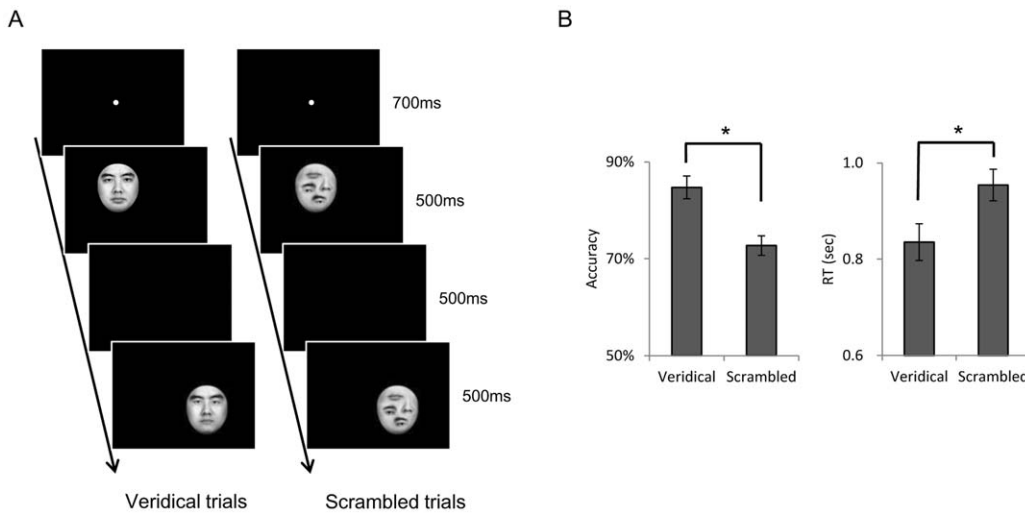 A
700ms
500ms
500ms
500ms
Veridical trials
Scrambled trials
B
*
90%
70%
50%
Accuracy
Veridical Scrambled
*
1.0
0.8
0.6
RT (sec)
Veridical Scrambled